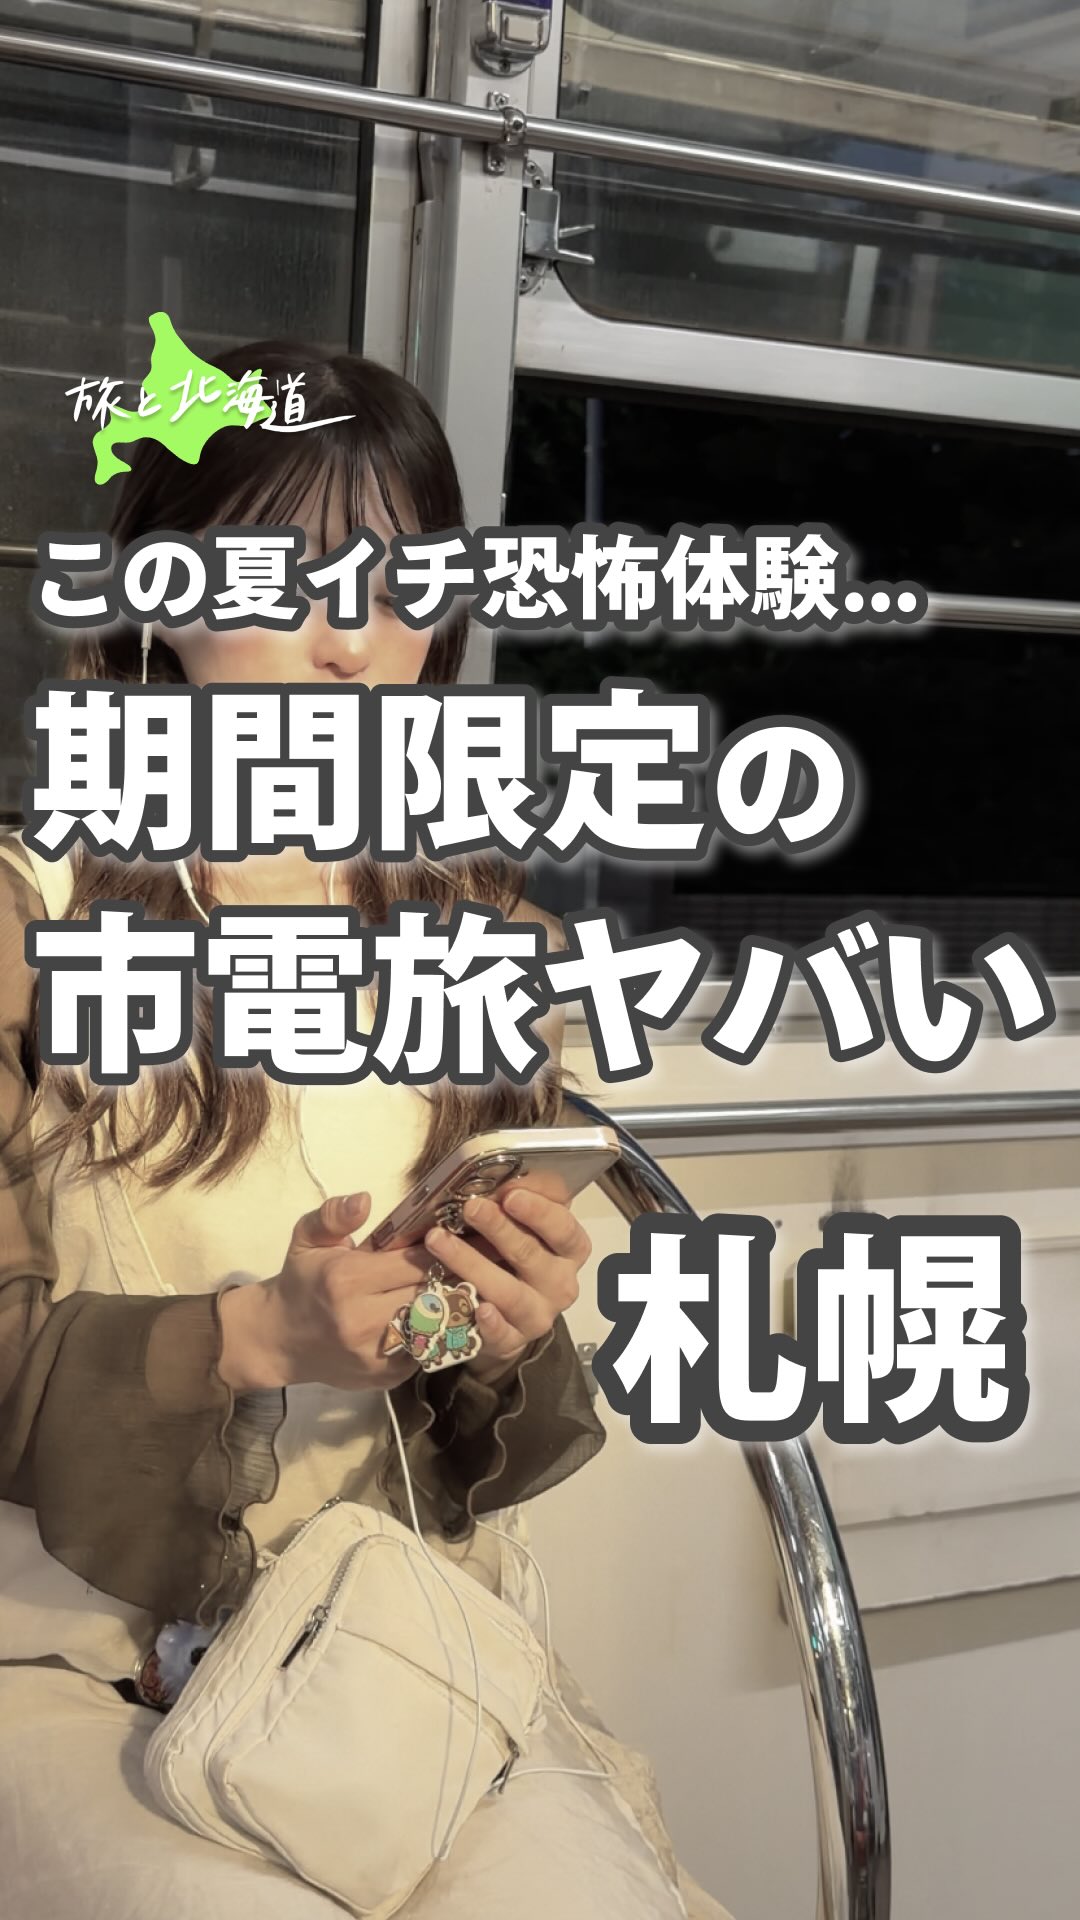 旅と北海道
この夏イチ恐怖体験...
期間限定の
市電旅ヤバい
札幌